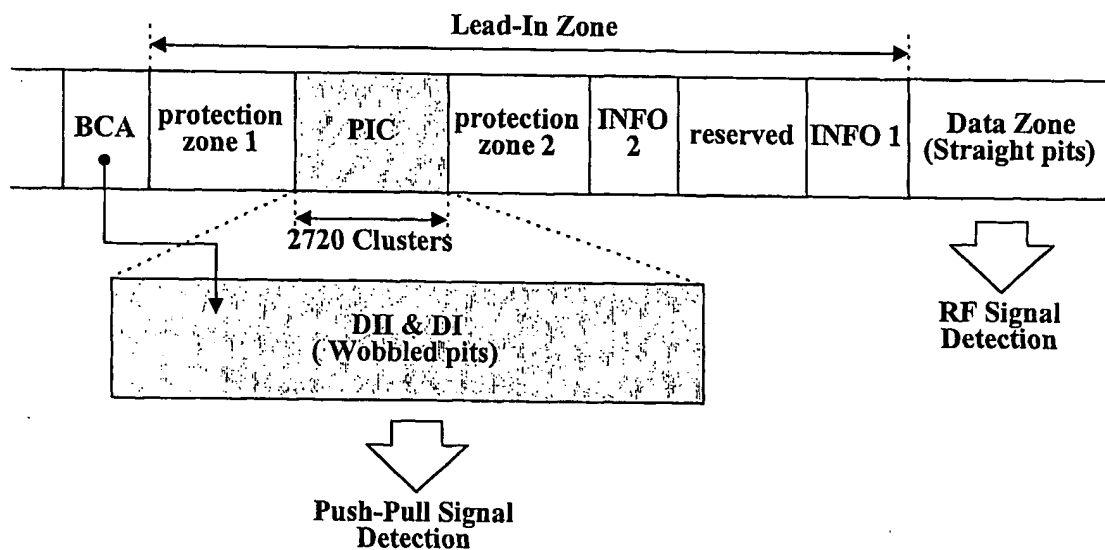 Lead-In Zone
BCA
protection
zone 1
PIC
protection
zone 2
INFO
2
reserved
INFO 1
Data Zone
(Straight pits)
2720 Clusters
DII & DI
( Wobbled pits)
RF Signal
Detection
Push-Pull Signal
Detection